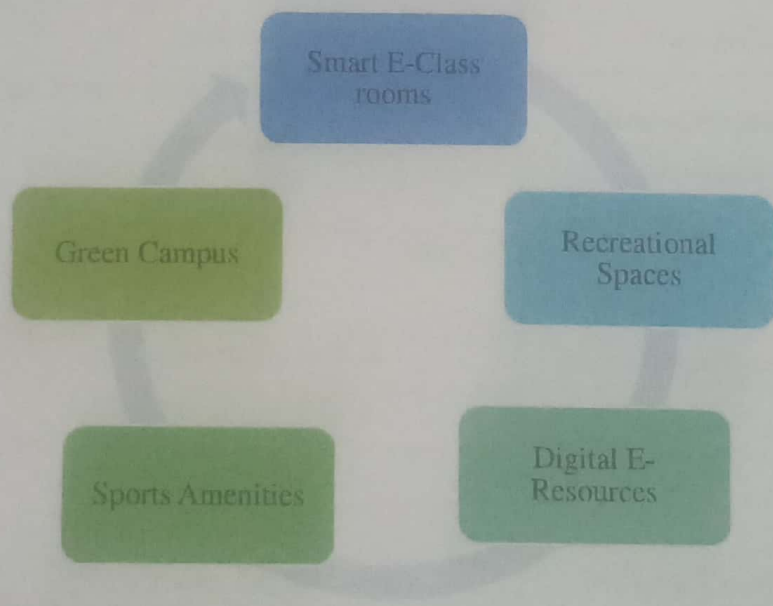 Smart E-Class
rooms
Recreational
Spaces
Digital E-
Resources
Sports Amenities
Green Campus